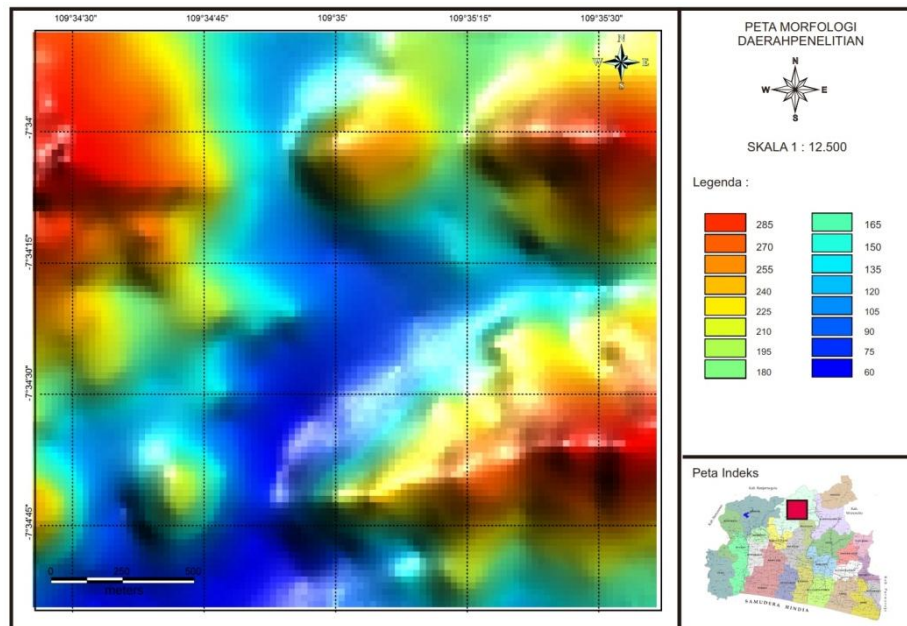 109°34'30"
109°34'45"
109°35'
109°35'15"
109°35'30"
-7°34'
-7°34'15"
-7°34'30"
-7°34'45"
N
W E
S
0 250 500
meters
PETA MORFOLOGI
DAERAHPENELITIAN
N
W E
S
SKALA 1 : 12.500
Legenda :
285 165
270 150
255 135
240 120
225 105
210 90
195 75
180 60
Peta Indeks
SAMUDERA HINDIA